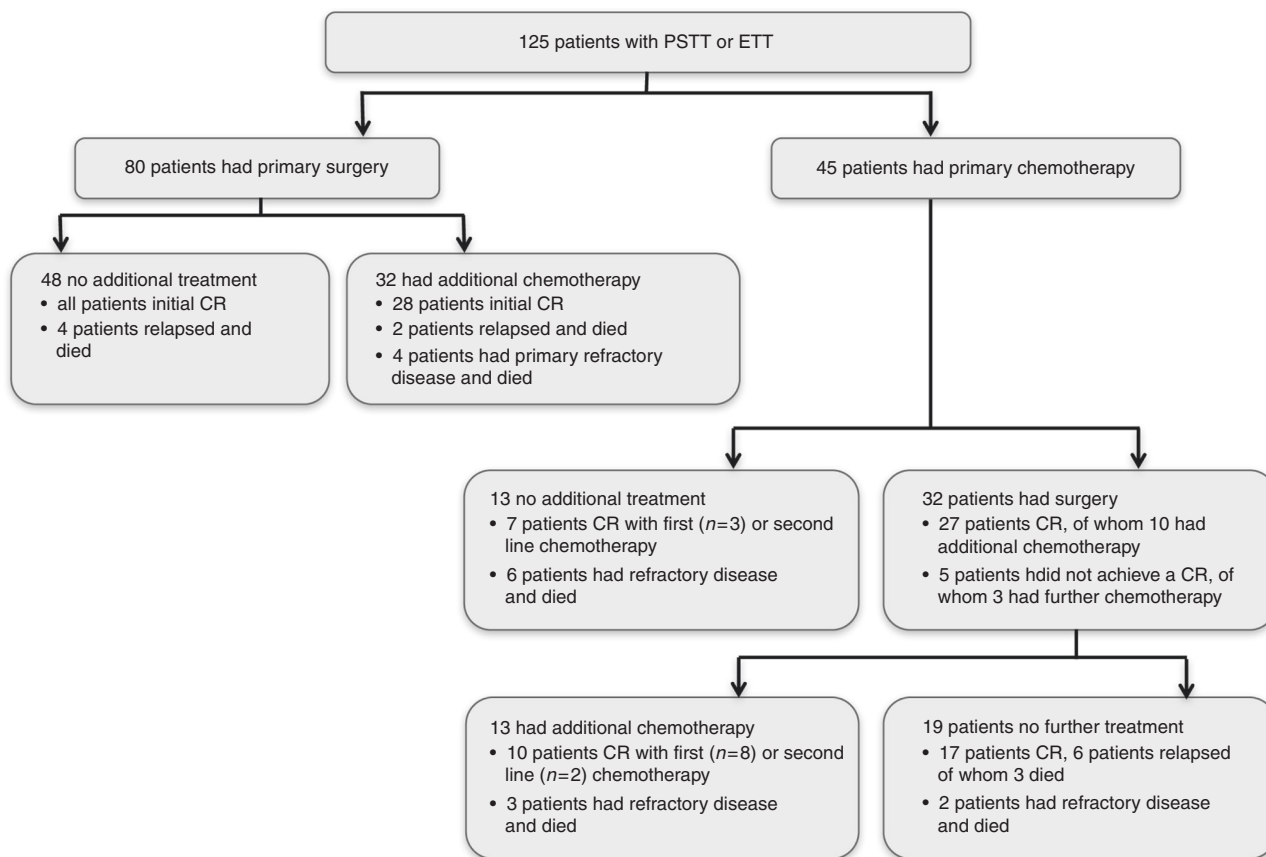 125 patients with PSTT or ETT
80 patients had primary surgery
45 patients had primary chemotherapy
48 no additional treatment
• all patients initial CR
• 4 patients relapsed and
died
32 had additional chemotherapy
• 28 patients initial CR
• 2 patients relapsed and died
• 4 patients had primary refractory
disease and died
13 no additional treatment
• 7 patients CR with first (n=3) or second
line chemotherapy
• 6 patients had refractory disease
and died
32 patients had surgery
• 27 patients CR, of whom 10 had
additional chemotherapy
• 5 patients hdid not achieve a CR, of
whom 3 had further chemotherapy
13 had additional chemotherapy
• 10 patients CR with first (n=8) or second
line (n=2) chemotherapy
• 3 patients had refractory disease
and died
19 patients no further treatment
• 17 patients CR, 6 patients relapsed
of whom 3 died
• 2 patients had refractory disease
and died